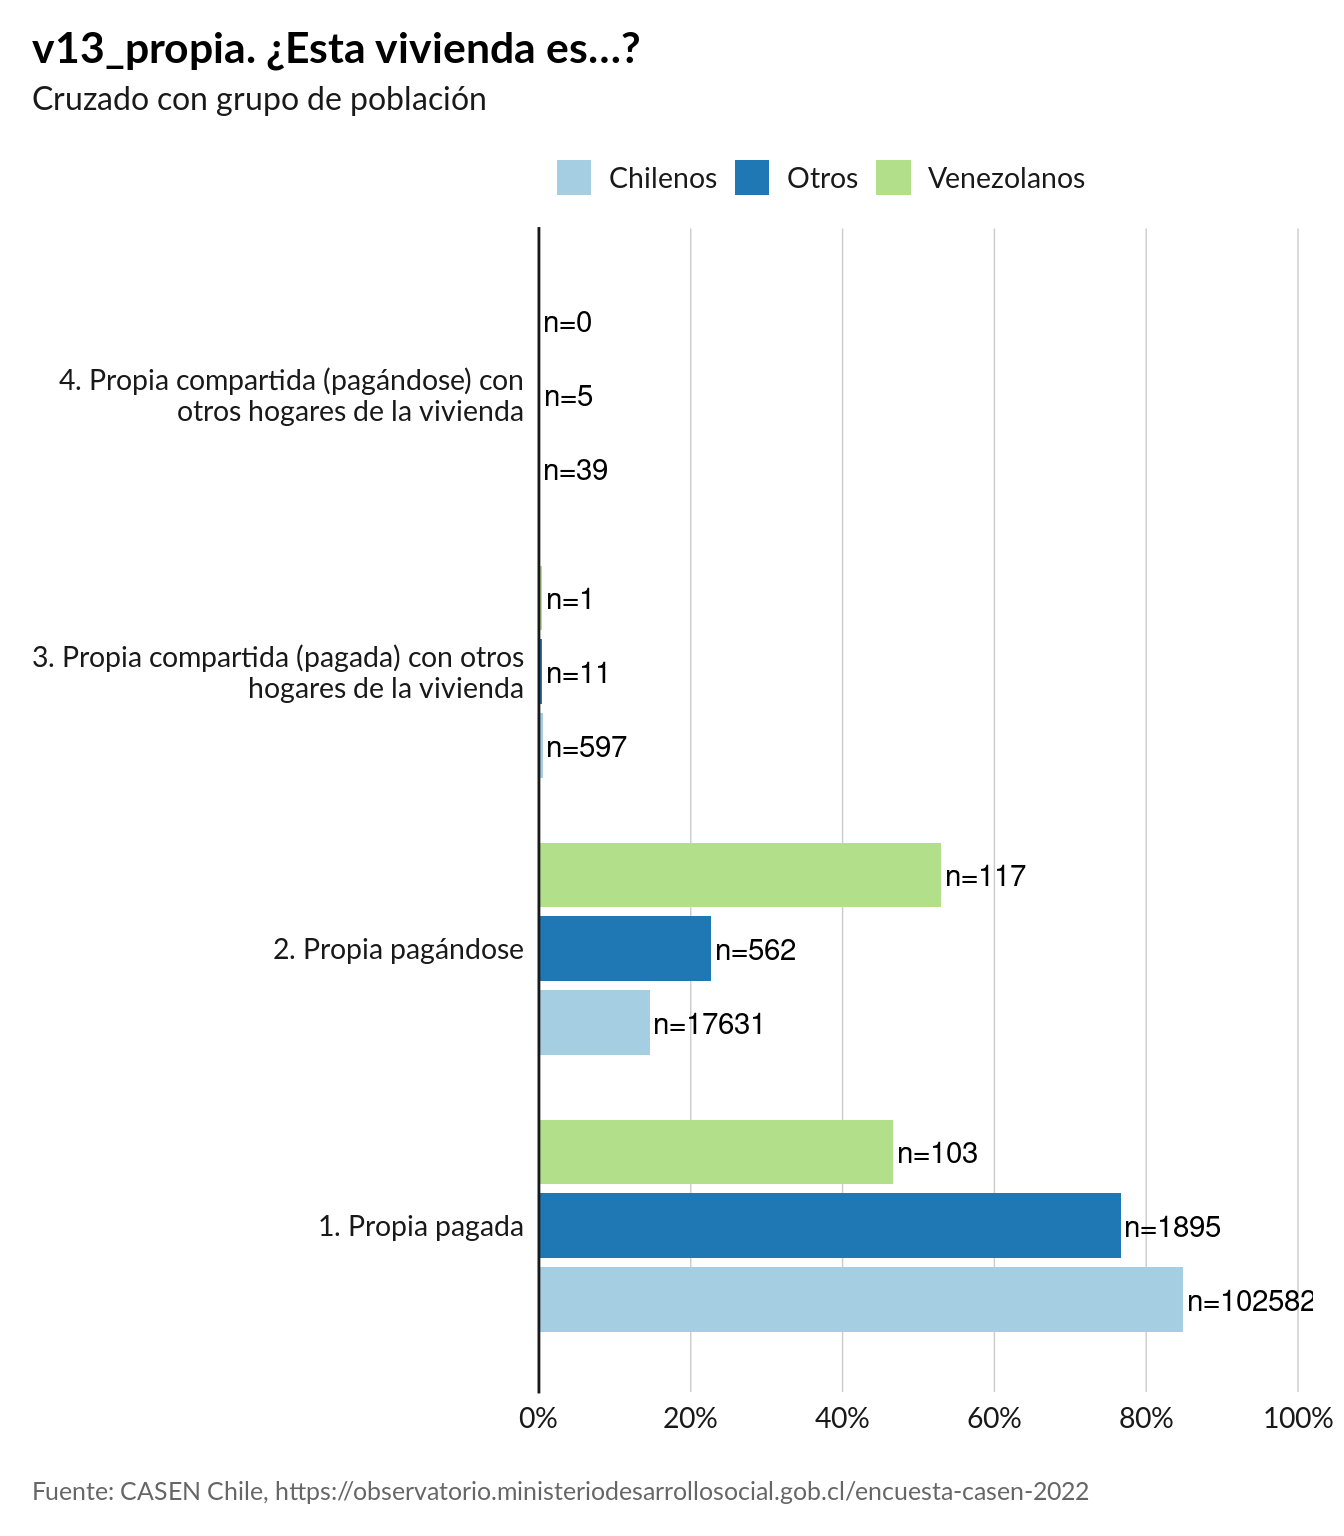 v13_propia. ¿Esta vivienda es...?
Cruzado con grupo de población
Chilenos Otros Venezolanos
n=0
4. Propia compartida (pagándose) con
otros hogares de la vivienda
n=5
n=39
n=1
3. Propia compartida (pagada) con otros
hogares de la vivienda
n=11
n=597
n=117
2. Propia pagándose
n=562
n=17631
n=103
1. Propia pagada
n=1895
n=102582
0% 20% 40% 60% 80% 100%
Fuente: CASEN Chile, https://observatorio.ministeriodesarrollosocial.gob.cl/encuesta-casen-2022